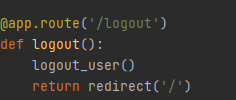 @app.route('/logout')
def logout():
    logout_user()
    return redirect('/')